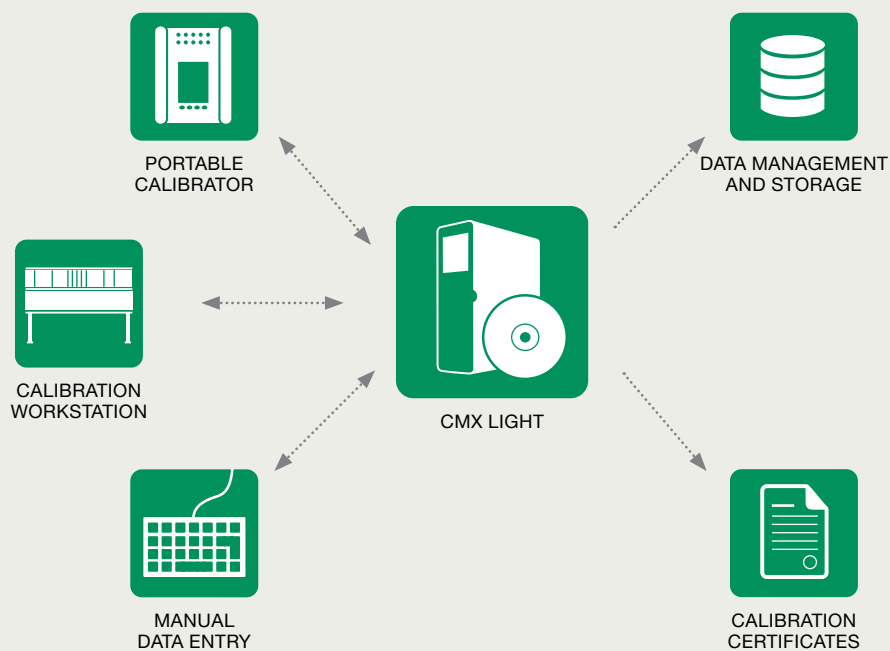 PORTABLE
CALIBRATOR
DATA MANAGEMENT
AND STORAGE
CALIBRATION
WORKSTATION
CMX LIGHT
MANUAL
DATA ENTRY
CALIBRATION
CERTIFICATES